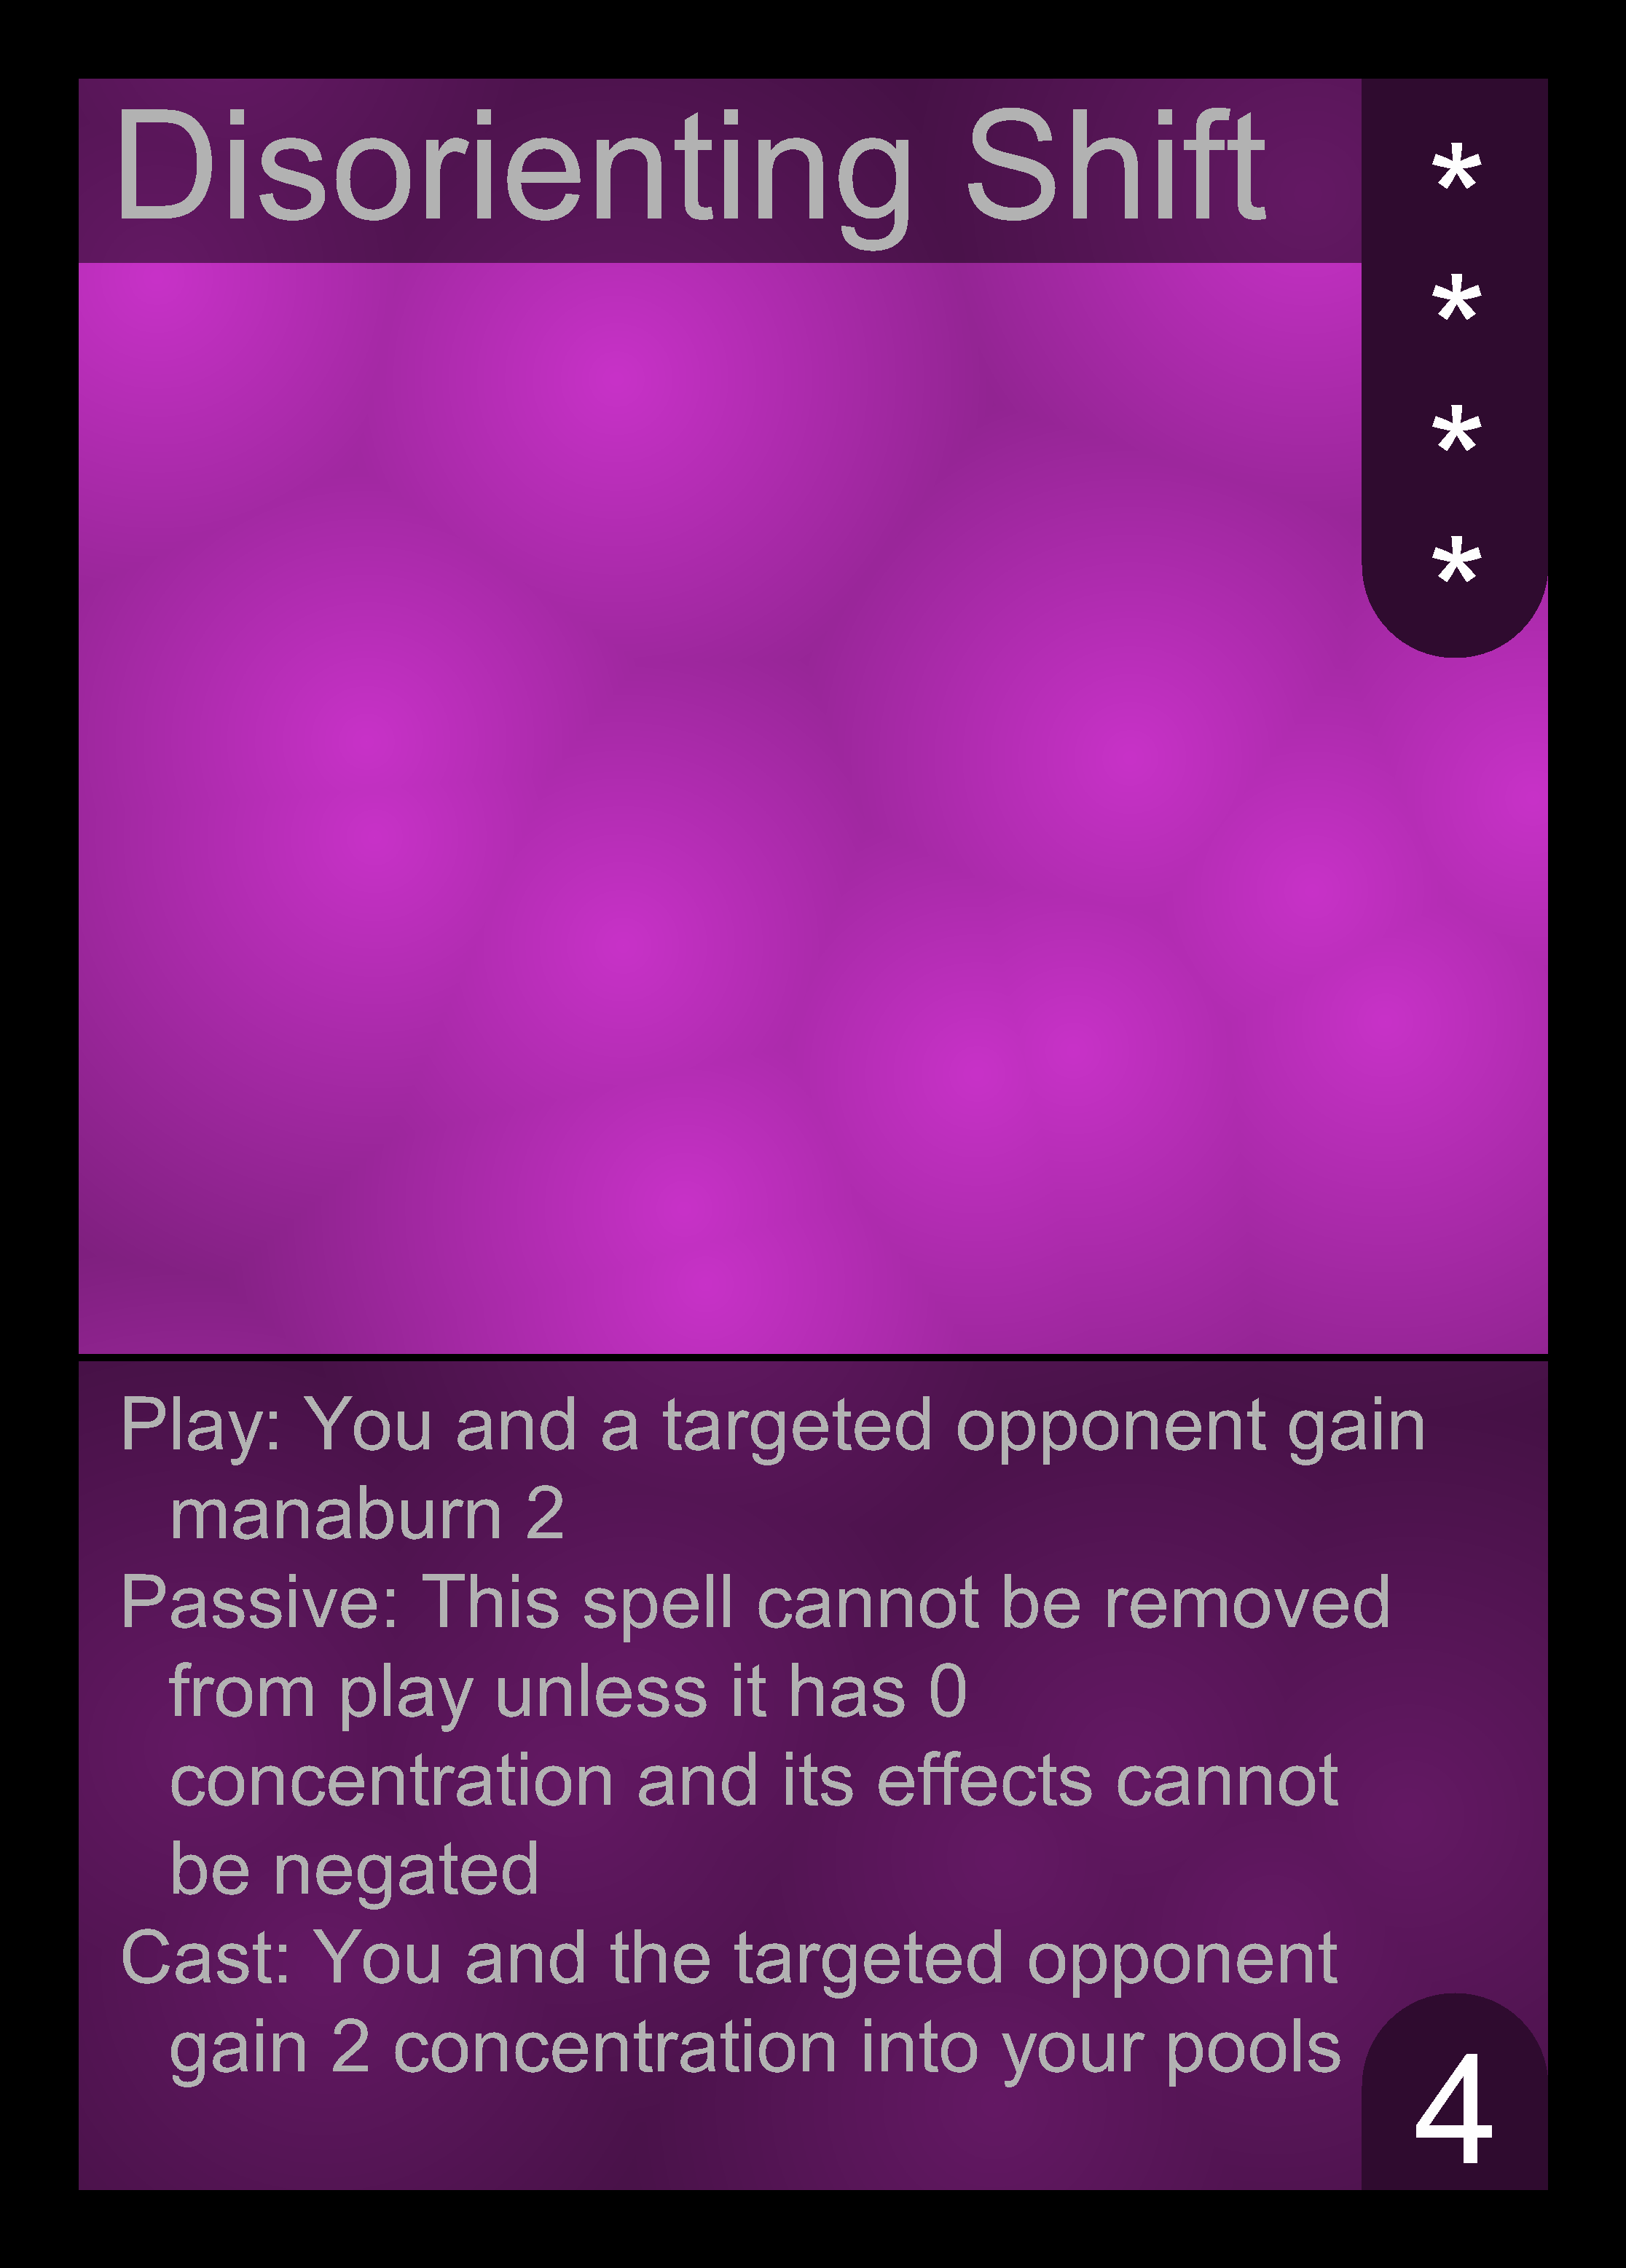 Disorienting Shift
*
*
*
*
Play: You and a targeted opponent gain
manaburn 2
Passive: This spell cannot be removed
from play unless it has 0
concentration and its effects cannot
be negated
Cast: You and the targeted opponent
gain 2 concentration into your pools
4